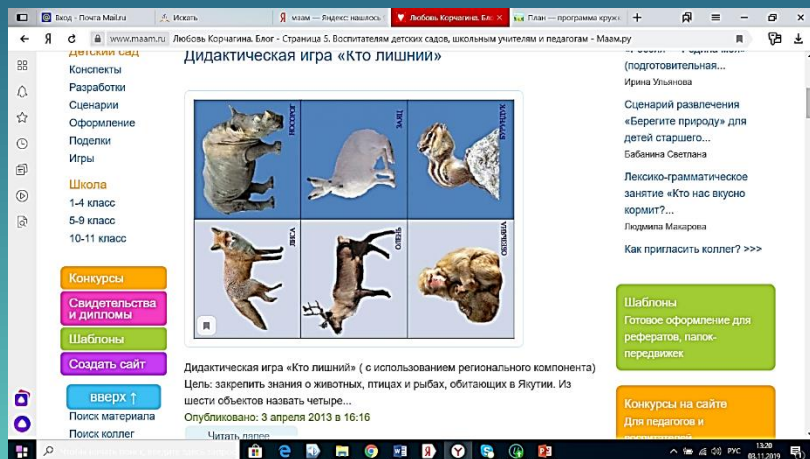 Вход - Почта Mail.ru
Искать
маам — Яндекс: нашлось
Любовь Корчагина. Бло
План — программа круж
www.maam.ru
Любовь Корчагина. Блог - Страница 5. Воспитателям детских садов, школьным учителям и педагогам - Маам.ру
Детский сад
Конспекты
Разработки
Сценарии
Оформление
Поделки
Игры
Школа
1-4 класс
5-9 класс
10-11 класс
Конкурсы
Свидетельства
и дипломы
Шаблоны
Создать сайт
вверх ↑
Поиск материала
Поиск коллег
Дидактическая игра «Кто лишний»
НОСОРОГ
ЗАЯЦ
БУРУНДУК
ЛИСА
ОЛЕНЬ
ОБЕЗЬЯНА
Дидактическая игра «Кто лишний» ( с использованием регионального компонента)
Цель: закрепить знания о животных, птицах и рыбах, обитающих в Якутии. Из
шести объектов назвать четыре...
Опубликовано: 3 апреля 2013 в 16:16
Читать далее
(подготовительная...
Ирина Ульянова
Сценарий развлечения
«Берегите природу» для
детей старшего...
Бабанина Светлана
Лексико-грамматическое
занятие «Кто нас вкусно
кормит?...
Людмила Макарова
Как пригласить коллег? >>>
Шаблоны
Готовое оформление для
рефератов, папок-
передвижек
Конкурсы на сайте
Для педагогов и
воспитателей
РУС
13:20
03.11.2019